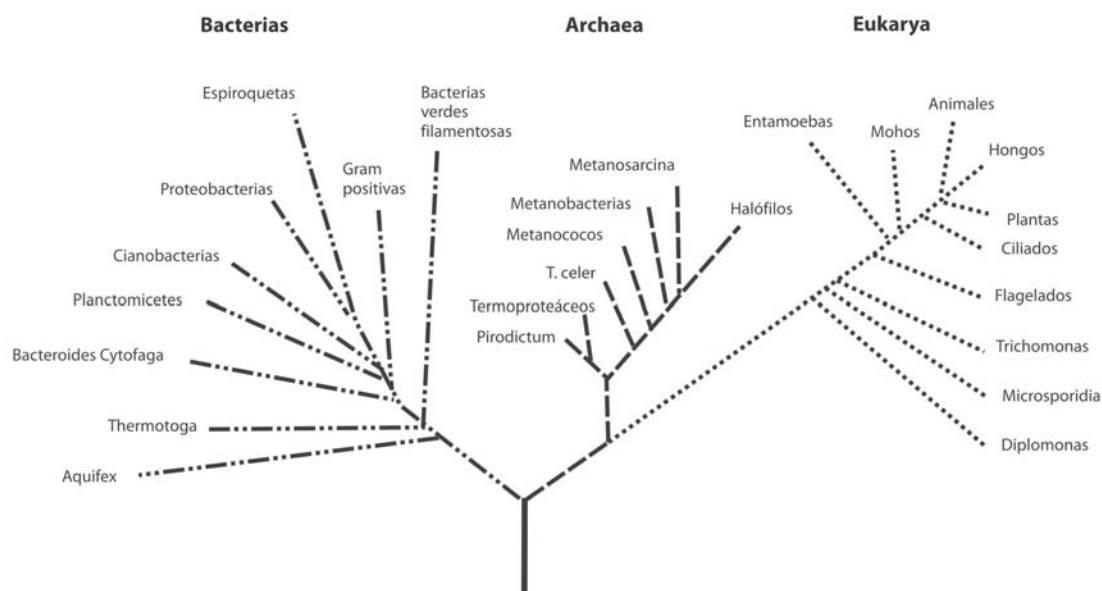 Bacterias
Archaea
Eukarya
Espiroquetas
Bacterias
verdes
filamentosas
Proteobacterias
Gram
positivas
Cianobacterias
Planctomicetes
Bacteroides Cytofaga
Thermotoga
Aquifex
Metanosarcina
Metanobacterias
Halófilos
Metanococos
T. celer
Termoproteáceos
Pirodictum
Entamoebas
Mohos
Animales
Hongos
Plantas
Ciliados
Flagelados
Trichomonas
Microsporidia
Diplomonas